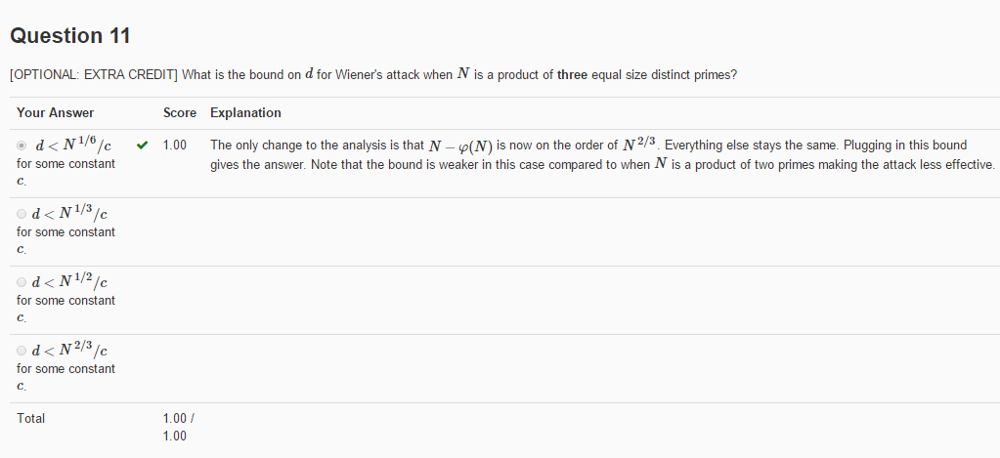 Question 11
[OPTIONAL: EXTRA CREDIT] What is the bound on d for Wiener's attack when N is a product of three equal size distinct primes?
Your Answer Score Explanation
d < N^1/6/c ✔ 1.00 The only change to the analysis is that N − φ(N) is now on the order of N^2/3. Everything else stays the same. Plugging in this bound
for some constant gives the answer. Note that the bound is weaker in this case compared to when N is a product of two primes making the attack less effective.
c.
d < N^1/3/c
for some constant
c.
d < N^1/2/c
for some constant
c.
d < N^2/3/c
for some constant
c.
Total 1.00 /
1.00